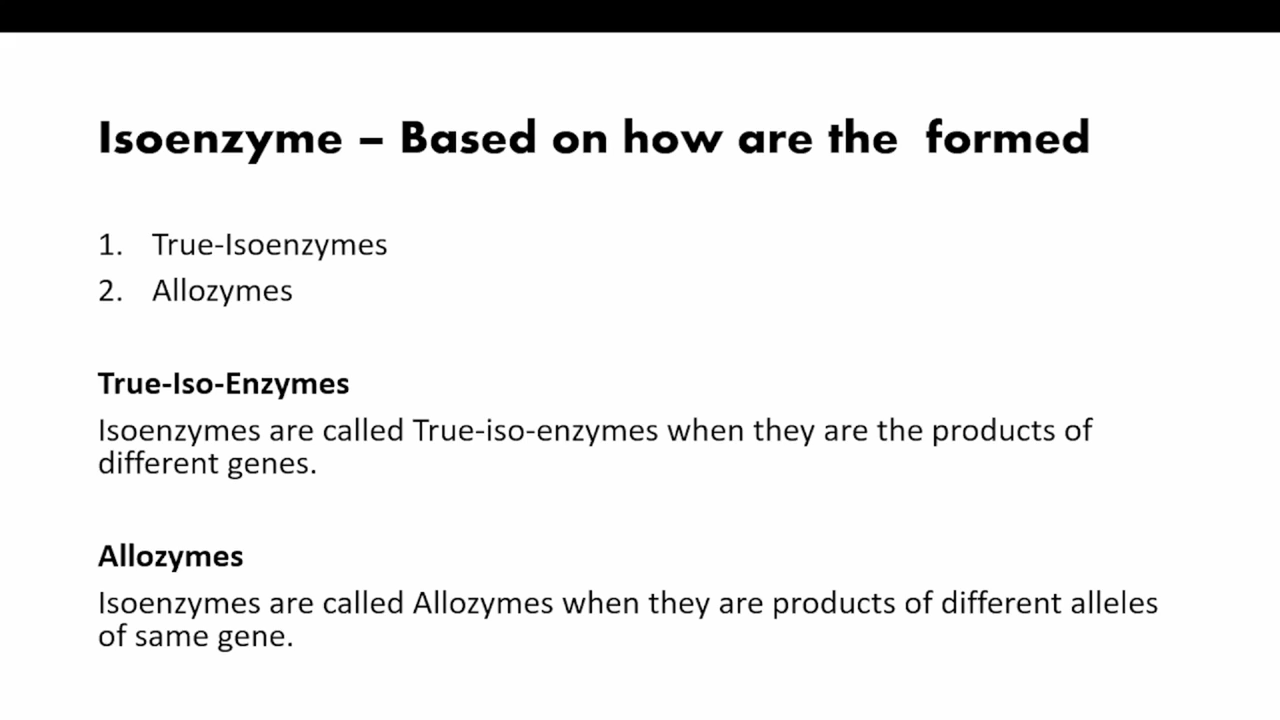 Isoenzyme – Based on how are the  formed
1. True-Isoenzymes
2. Allozymes
True-Iso-Enzymes
Isoenzymes are called True-iso-enzymes when they are the products of
different genes.
Allozymes
Isoenzymes are called Allozymes when they are products of different alleles
of same gene.